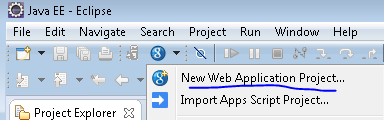 Java EE - Eclipse
File Edit Navigate Search Project Run Window Help
New Web Application Project...
Import Apps Script Project...
Project Explorer